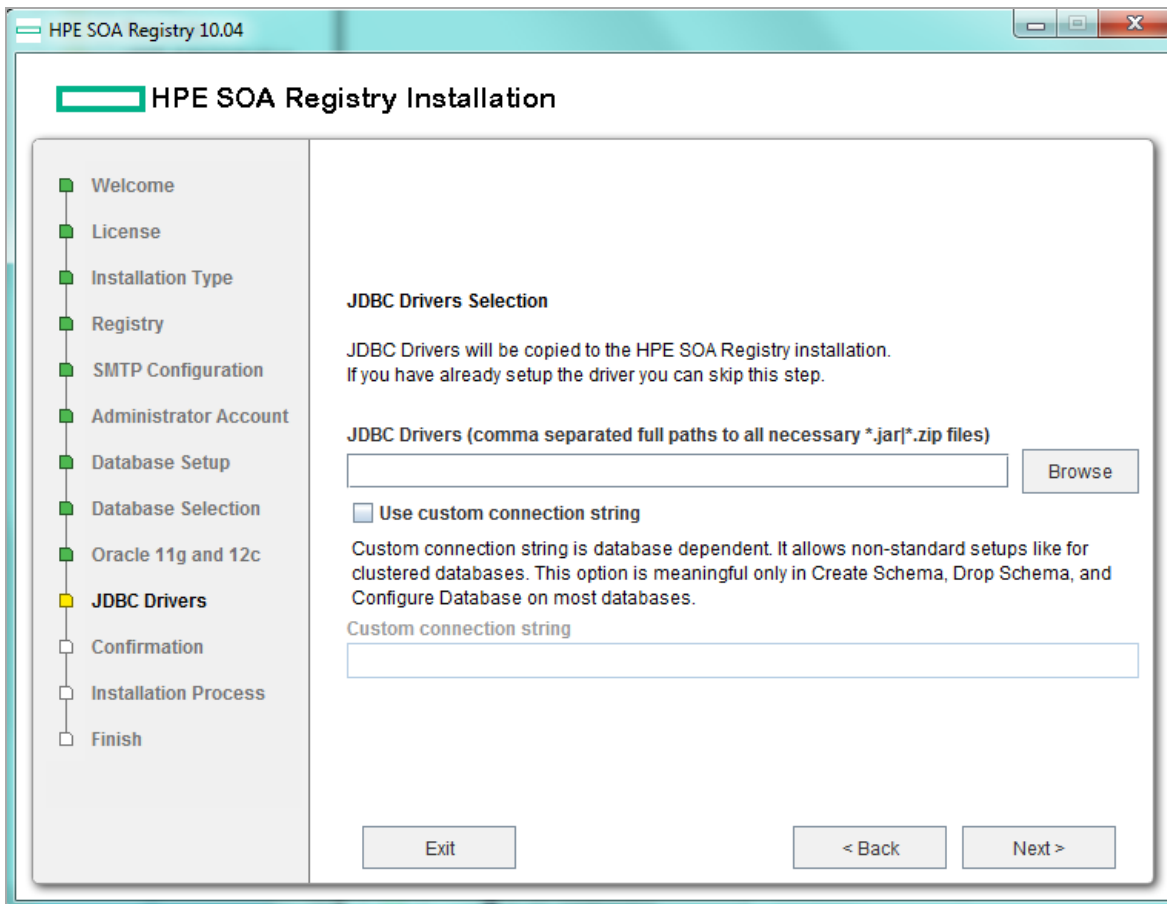 HPE SOA Registry 10.04
HPE SOA Registry Installation
Welcome
License
Installation Type
Registry
SMTP Configuration
Administrator Account
Database Setup
Database Selection
Oracle 11g and 12c
JDBC Drivers
Confirmation
Installation Process
Finish
JDBC Drivers Selection
JDBC Drivers will be copied to the HPE SOA Registry installation.
If you have already setup the driver you can skip this step.
JDBC Drivers (comma separated full paths to all necessary *.jar|*.zip files)
Browse
Use custom connection string
Custom connection string is database dependent. It allows non-standard setups like for
clustered databases. This option is meaningful only in Create Schema, Drop Schema, and
Configure Database on most databases.
Custom connection string
Exit
< Back
Next >